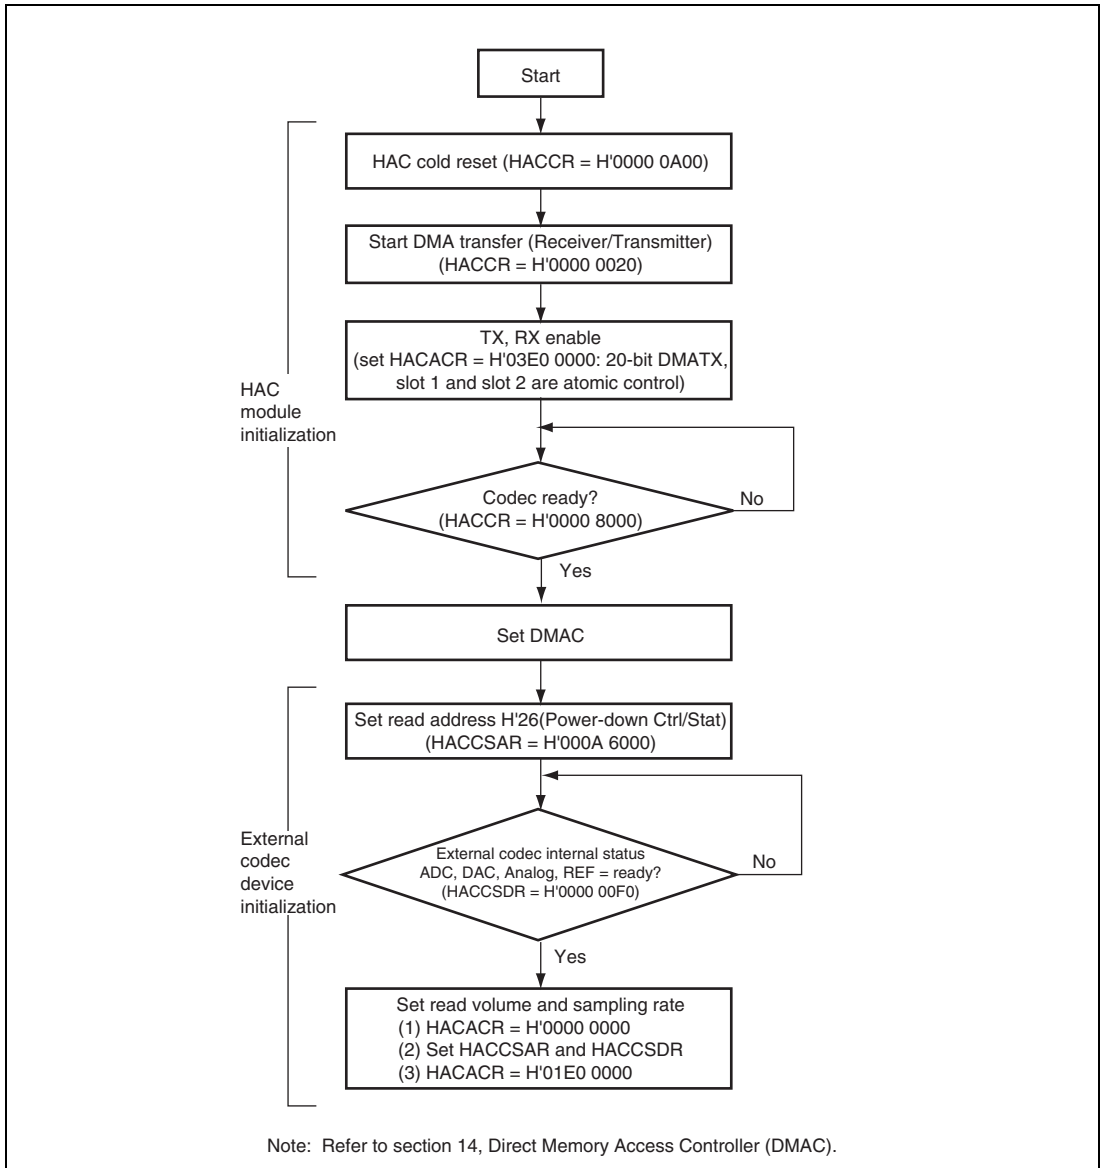 Start
HAC cold reset (HACCR = H'0000 0A00)
Start DMA transfer (Receiver/Transmitter)
(HACCR = H'0000 0020)
TX, RX enable
(set HACACR = H'03E0 0000: 20-bit DMATX,
slot 1 and slot 2 are atomic control)
HAC
module
initialization
Codec ready?
(HACCR = H'0000 8000)
No
Yes
Set DMAC
Set read address H'26(Power-down Ctrl/Stat)
(HACCSAR = H'000A 6000)
External
codec
device
initialization
External codec internal status
ADC, DAC, Analog, REF = ready?
(HACCSDR = H'0000 00F0)
No
Yes
Set read volume and sampling rate
(1) HACACR = H'0000 0000
(2) Set HACCSAR and HACCSDR
(3) HACACR = H'01E0 0000
Note: Refer to section 14, Direct Memory Access Controller (DMAC).